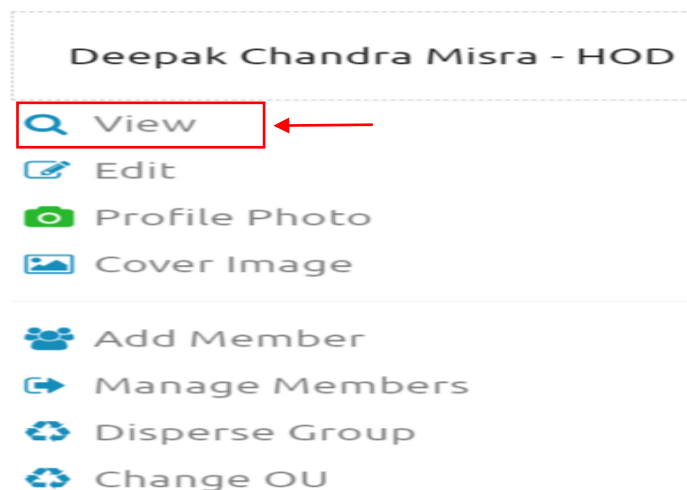 Deepak Chandra Misra - HOD
View
Edit
Profile Photo
Cover Image
Add Member
Manage Members
Disperse Group
Change OU